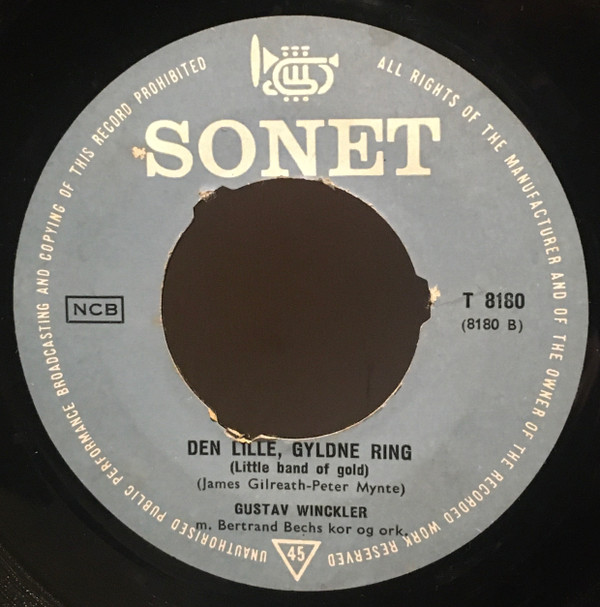 SONET
ALL RIGHTS OF THE MANUFACTURER AND OF THE OWNER OF THE RECORDED WORK RESERVED
UNAUTHORISED PUBLIC PERFORMANCE BROADCASTING AND COPYING OF THIS RECORD PROHIBITED
NCB
T 8180
(8180 B)
DEN LILLE, GYLDNE RING
(Little band of gold)
(James Gilreath-Peter Mynte)
GUSTAV WINCKLER
m. Bertrand Bechs kor og ork.
45